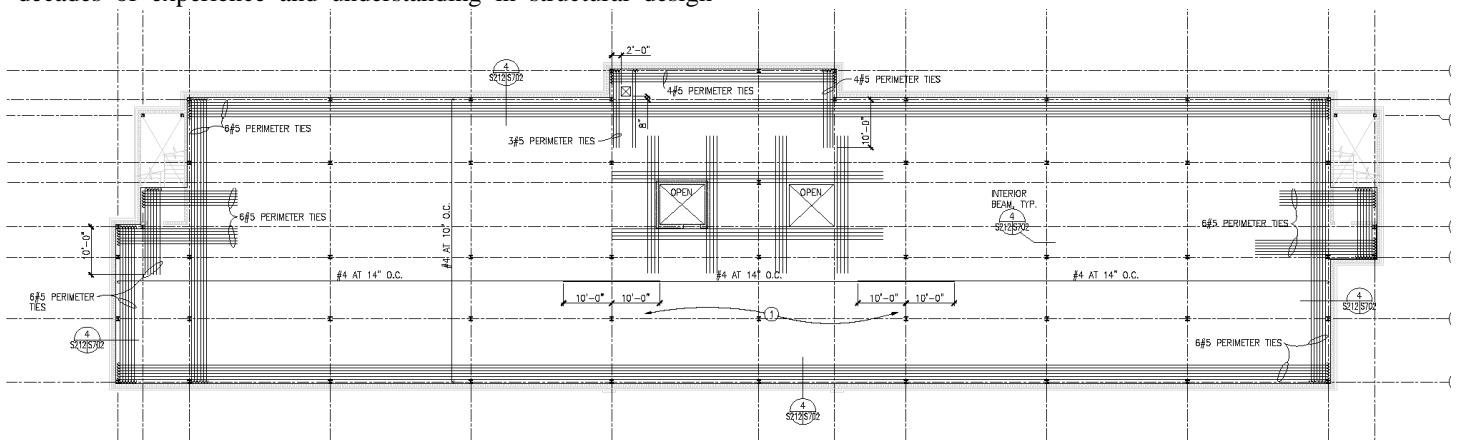 decades of experience and understanding in structural design
2'-0"
4
S212 S702
4#5 PERIMETER TIES
4#5 PERIMETER TIES
6#5 PERIMETER TIES
8"
10'-0"
3#5 PERIMETER TIES
OPEN
OPEN
INTERIOR
BEAM, TYP.
4
S212 S702
6#5 PERIMETER TIES
6#5 PERIMETER TIES
#4 AT 10" O.C.
10'-0"
#4 AT 14" O.C.
#4 AT 14" O.C.
#4 AT 14" O.C.
6#5 PERIMETER
TIES
10'-0"
10'-0"
10'-0"
10'-0"
4
S212 S702
1
4
S212 S702
6#5 PERIMETER TIES
4
S212 S702